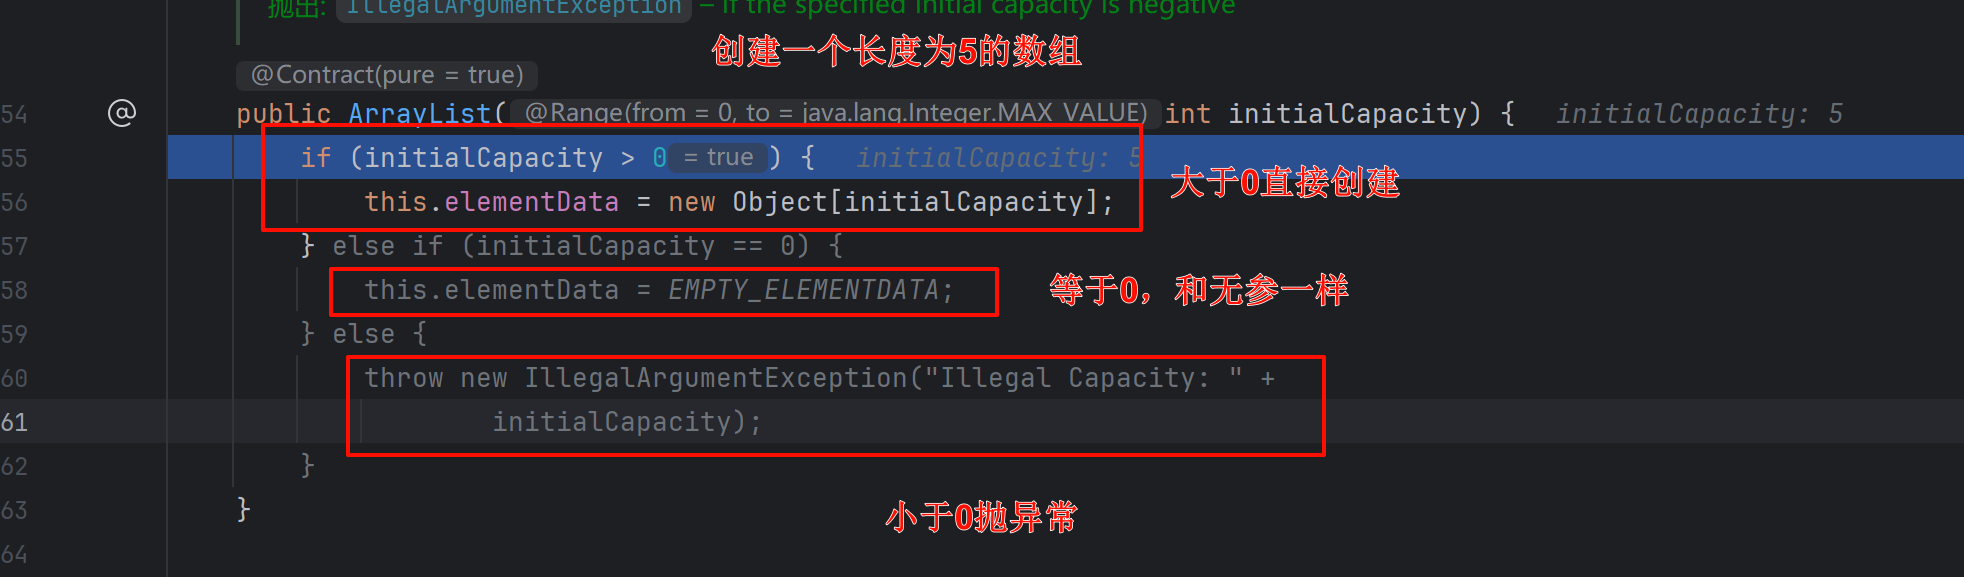 抛出: IllegalArgumentException – if the specified initial capacity is negative
创建一个长度为5的数组
@Contract(pure = true)
54 @ public ArrayList( @Range(from = 0, to = java.lang.Integer.MAX_VALUE) int initialCapacity) { initialCapacity: 5
55 if (initialCapacity > 0 = true ) { initialCapacity: 5
大于0直接创建
56 this.elementData = new Object[initialCapacity];
57 } else if (initialCapacity == 0) {
58 this.elementData = EMPTY_ELEMENTDATA; 等于0，和无参一样
59 } else {
60 throw new IllegalArgumentException("Illegal Capacity: " +
61 initialCapacity);
62 }
63 }
小于0抛异常
64